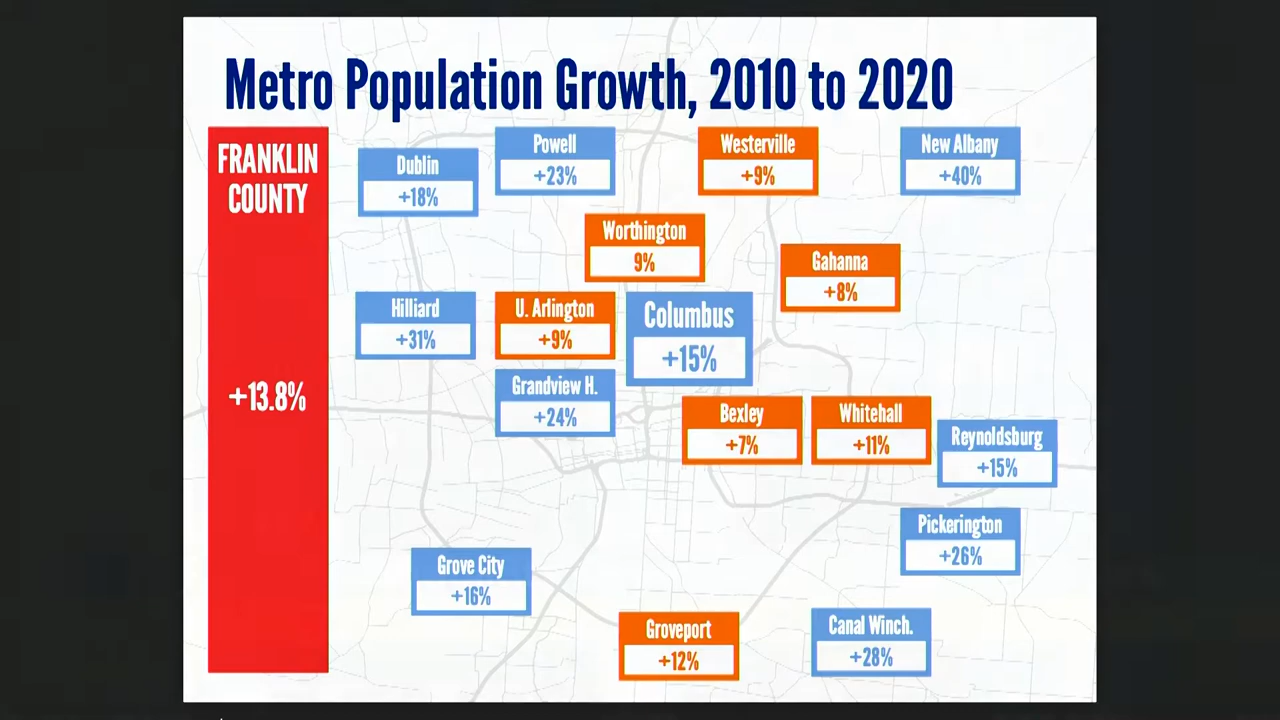 Metro Population Growth, 2010 to 2020
FRANKLIN
COUNTY
+13.8%
Dublin
+18%
Powell
+23%
Westerville
+9%
New Albany
+40%
Worthington
9%
Gahanna
+8%
Hilliard
+31%
U. Arlington
+9%
Columbus
+15%
Grandview H.
+24%
Bexley
+7%
Whitehall
+11%
Reynoldsburg
+15%
Pickerington
+26%
Grove City
+16%
Groveport
+12%
Canal Winch.
+28%